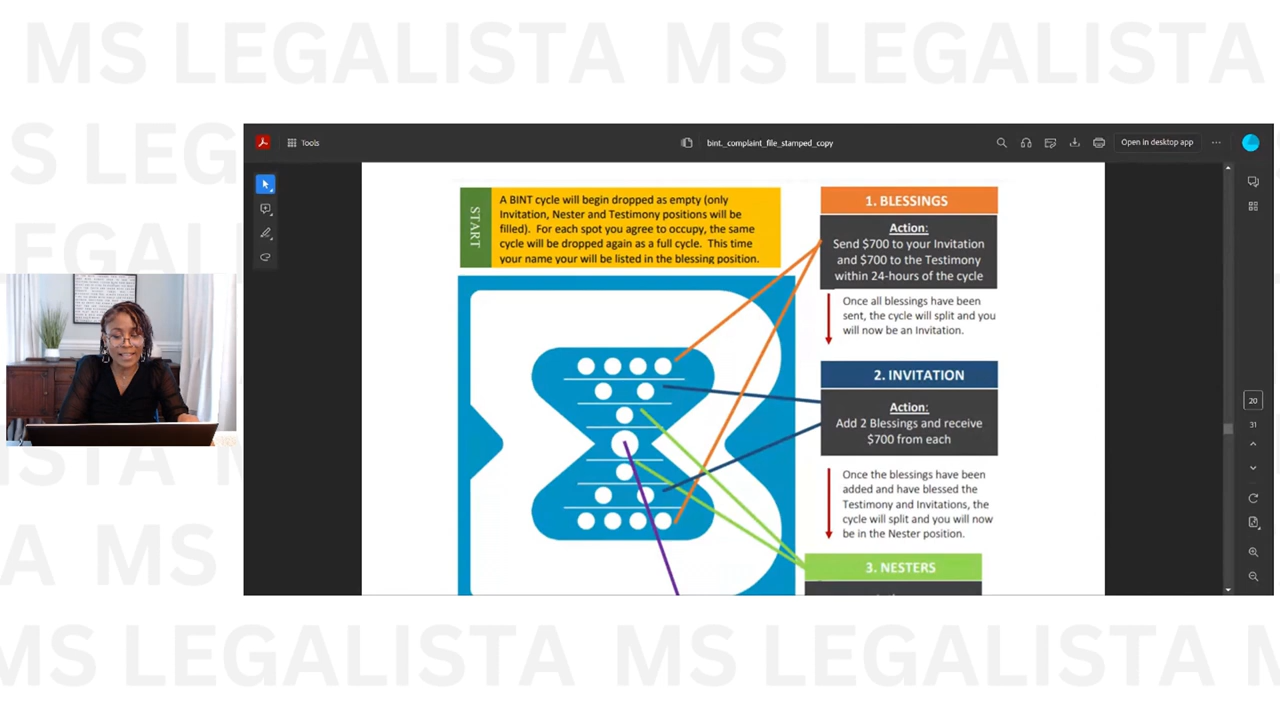 MS LEGALISTA MS LEGALISTA
S LEG
Tools
bint._complaint_file_stamped_copy
Open in desktop app
START
A BINT cycle will begin dropped as empty (only
Invitation, Nester and Testimony positions will be
filled). For each spot you agree to occupy, the same
cycle will be dropped again as a full cycle. This time
your name your will be listed in the blessing position.
1. BLESSINGS
Action:
Send $700 to your Invitation
and $700 to the Testimony
within 24-hours of the cycle
Once all blessings have been
sent, the cycle will split and you
will now be an Invitation.
2. INVITATION
Action:
Add 2 Blessings and receive
$700 from each
Once the blessings have been
added and have blessed the
Testimony and Invitations, the
cycle will split and you will now
be in the Nester position.
3. NESTERS
20
31
A MS
MS LEGALISTA MS LEGALISTA